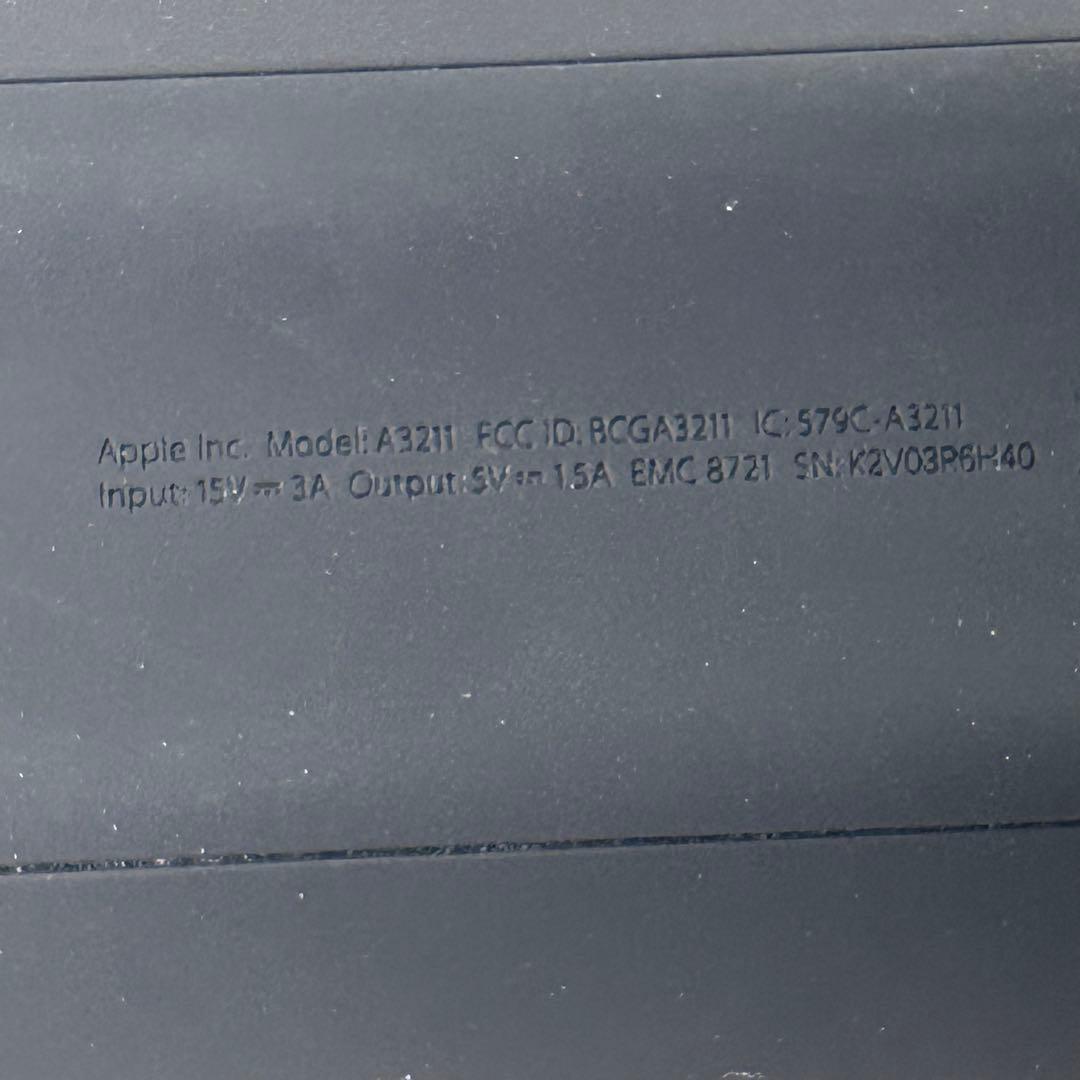 Apple Inc. Model: A3211 FCC ID: BCGA3211 IC: 579C-A3211
Input: 15V ⎓ 3A Output: 5V ⎓ 1.5A EMC 8721 SN: K2V03R6H40